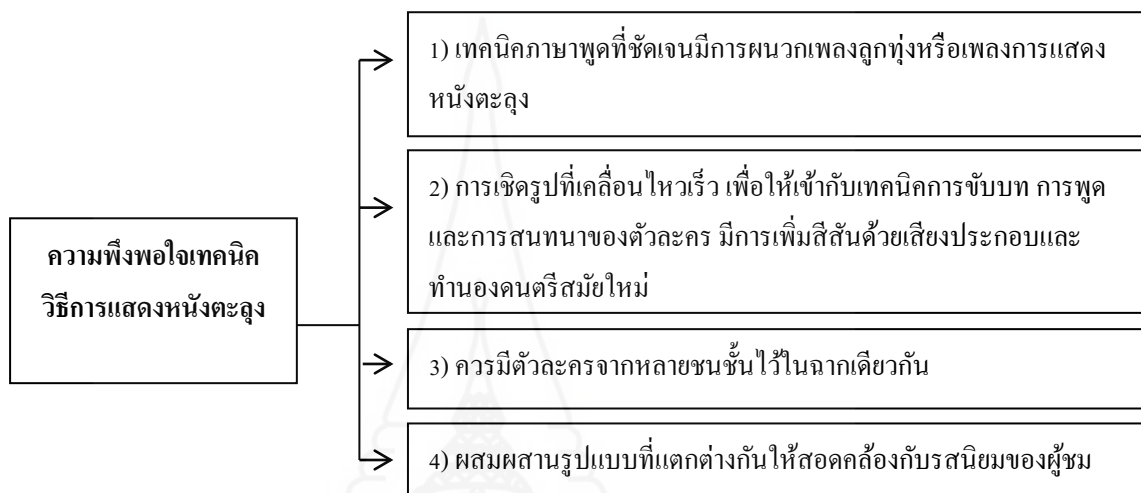 1) เทคนิคภาษาพูดที่ชัดเจนมีการผนวกเพลงลูกทุ่งหรือเพลงการแสดง
หนังตะลุง
2) การเชิดรูปที่เคลื่อนไหวเร็ว เพื่อให้เข้ากับเทคนิคการขับบท การพูด
และการสนทนาของตัวละคร มีการเพิ่มสีสันด้วยเสียงประกอบและ
ทำนองดนตรีสมัยใหม่
ความพึงพอใจเทคนิค
วิธีการแสดงหนังตะลุง
3) ควรมีตัวละครจากหลายชนชั้นไว้ในฉากเดียวกัน
4) ผสมผสานรูปแบบที่แตกต่างกันให้สอดคล้องกับรสนิยมของผู้ชม